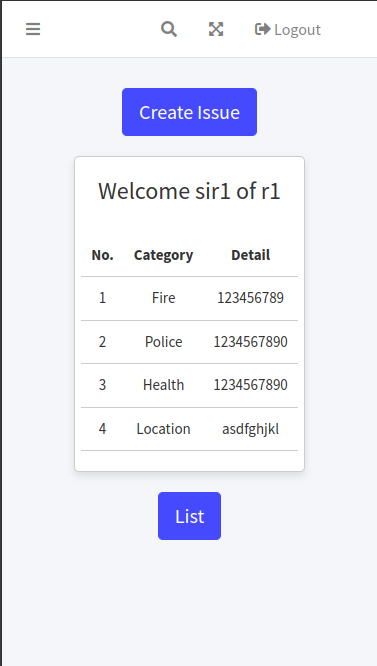 Logout
Create Issue
Welcome sir1 of r1
No. Category Detail
1 Fire 123456789
2 Police 1234567890
3 Health 1234567890
4 Location asdfghjkl
List